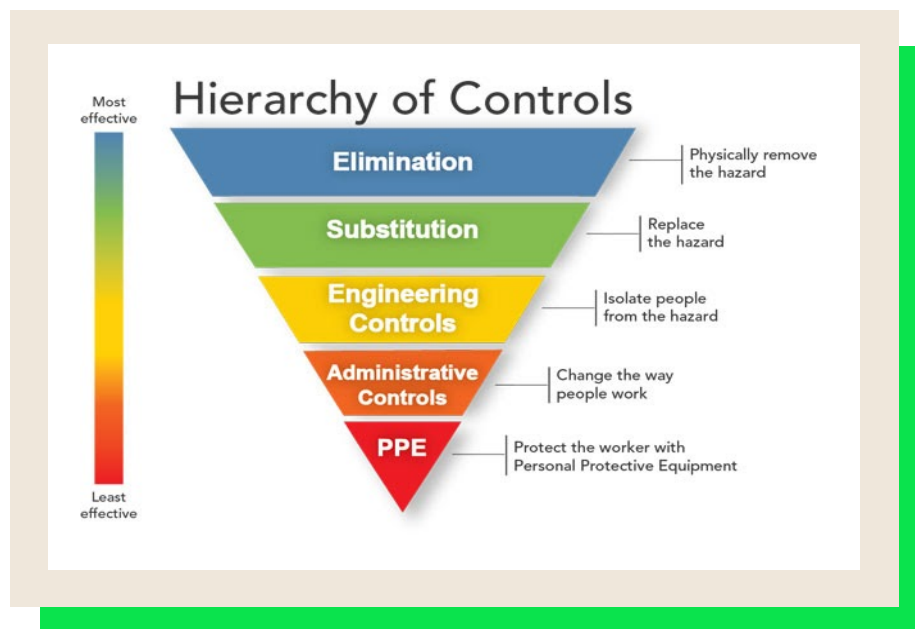 Hierarchy of Controls
Most
effective
Elimination
Physically remove
the hazard
Substitution
Replace
the hazard
Engineering
Controls
Isolate people
from the hazard
Administrative
Controls
Change the way
people work
PPE
Protect the worker with
Personal Protective Equipment
Least
effective